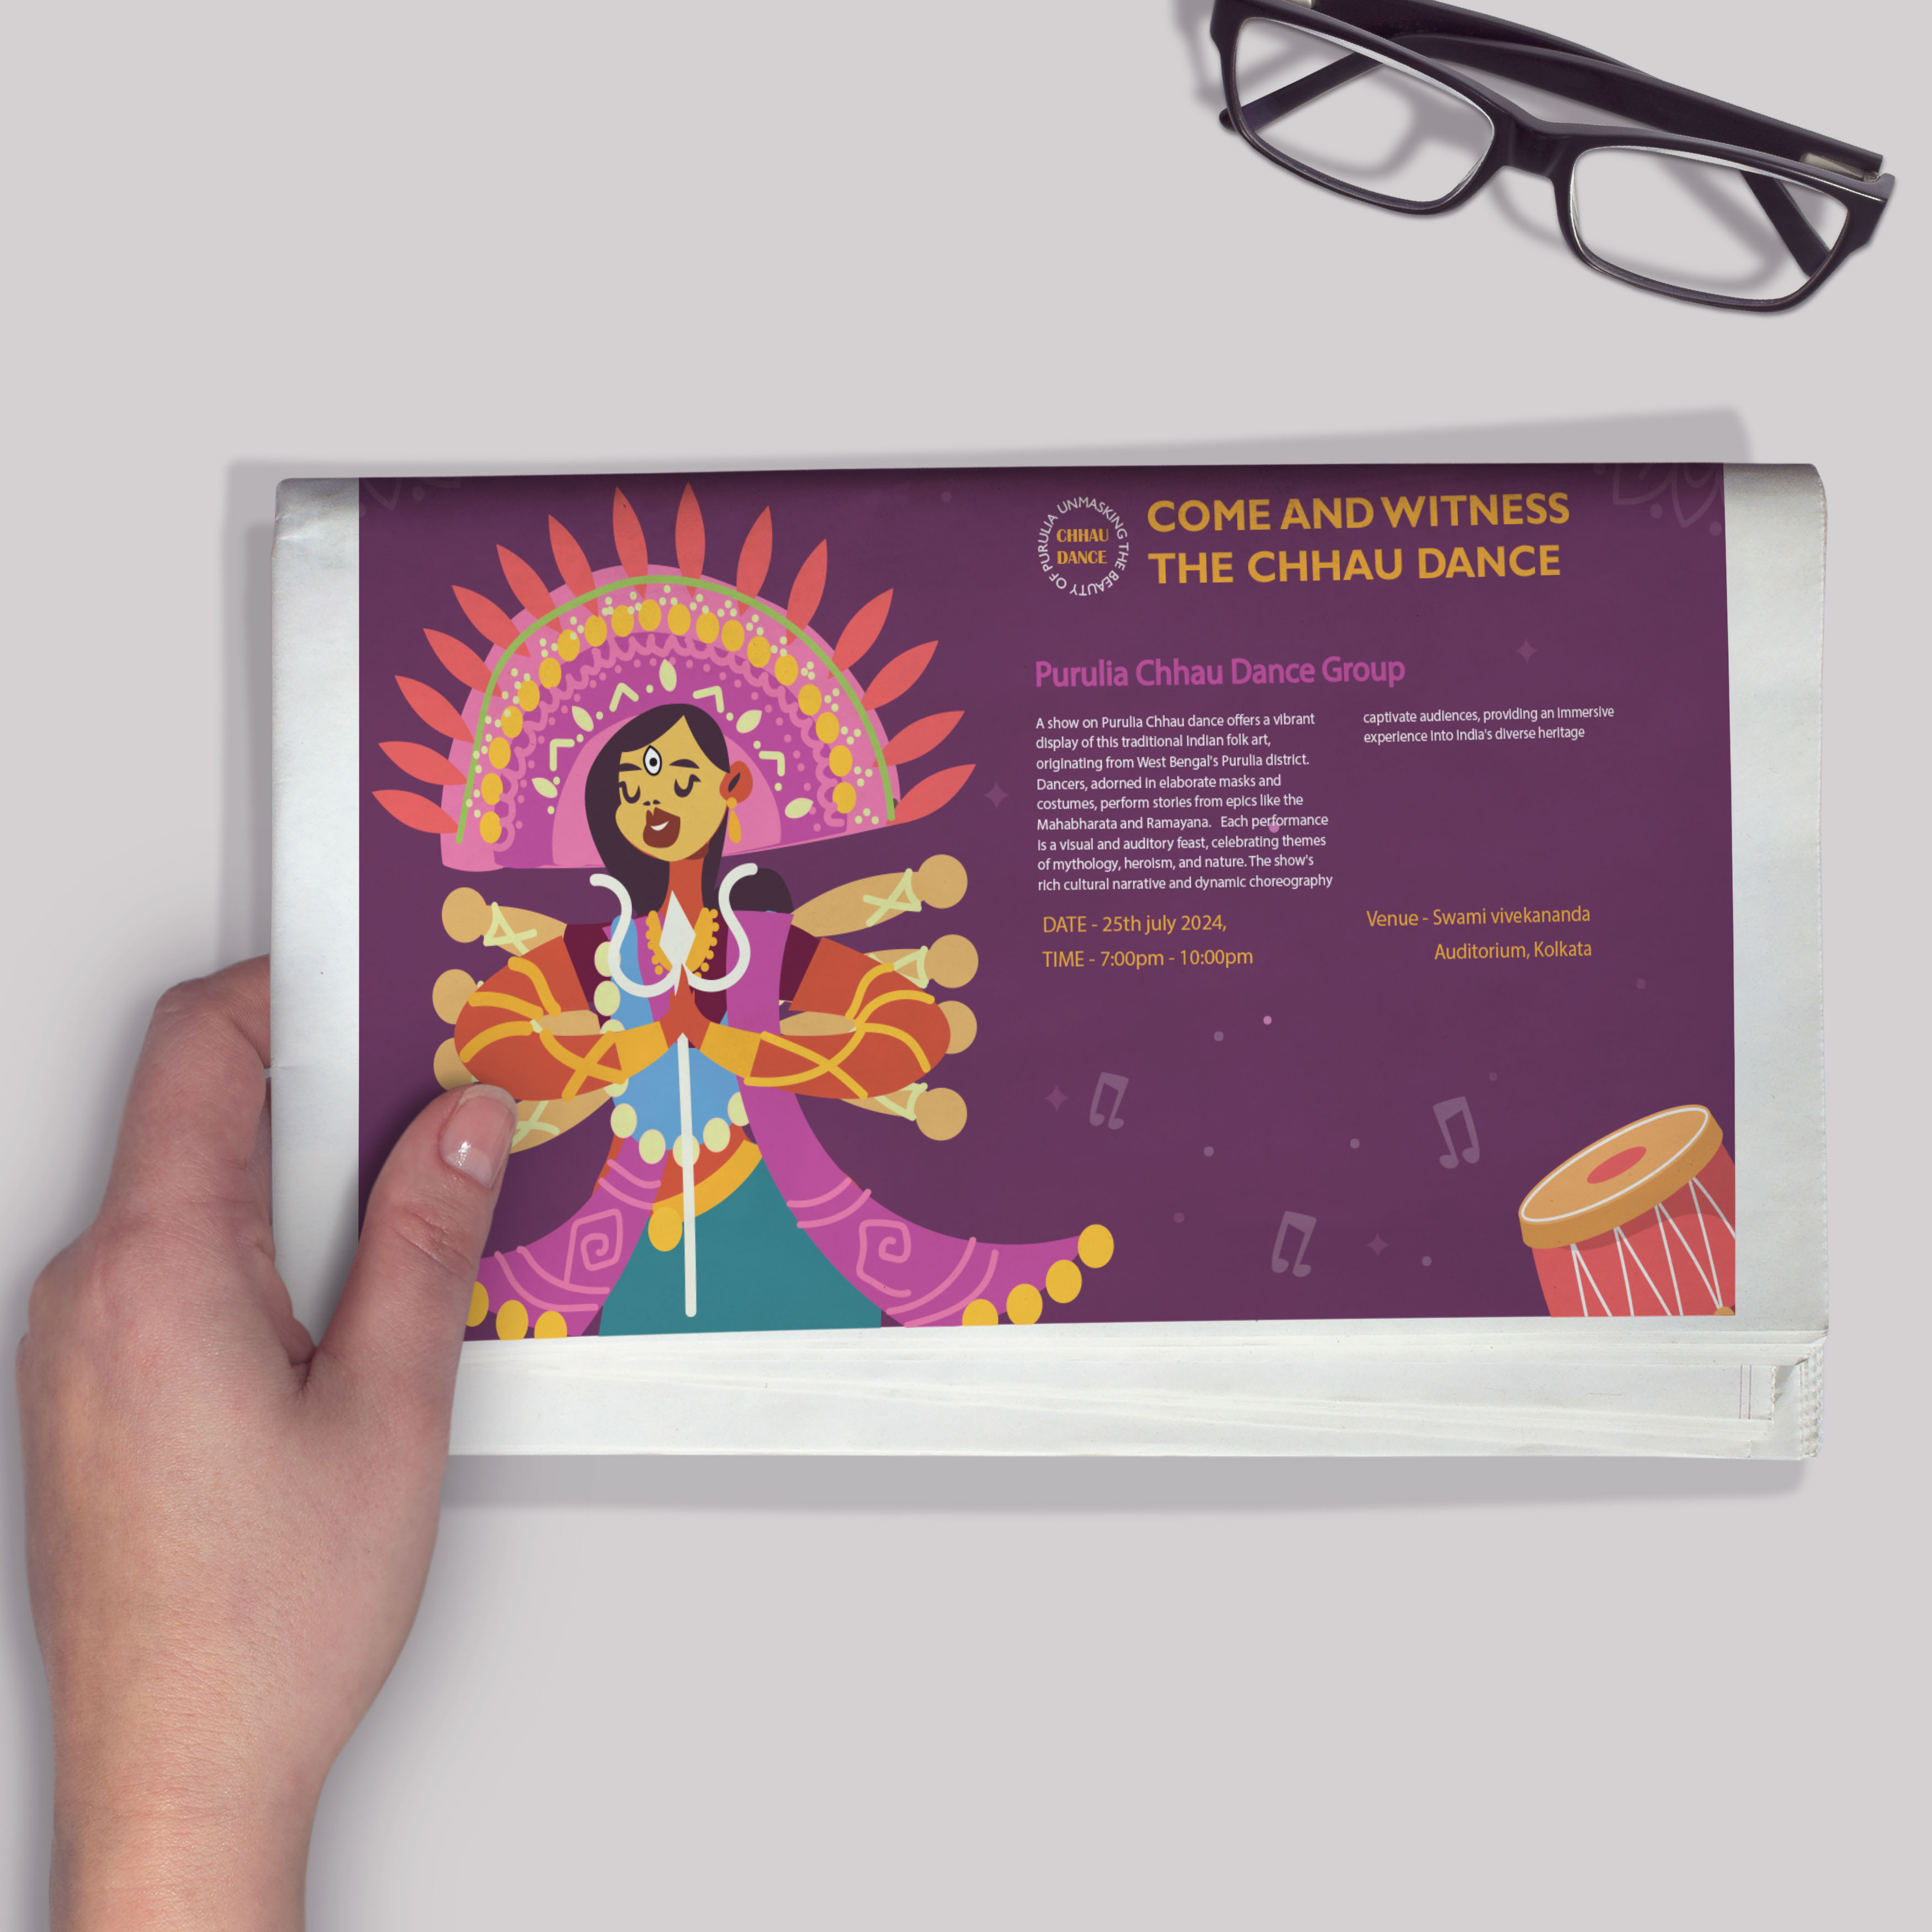 UNMASKING THE BEAUTY OF PURULIA
CHHAU
DANCE
COME AND WITNESS
THE CHHAU DANCE
Purulia Chhau Dance Group
A show on Purulia Chhau dance offers a vibrant
display of this traditional Indian folk art,
originating from West Bengal's Purulia district.
Dancers, adorned in elaborate masks and
costumes, perform stories from epics like the
Mahabharata and Ramayana. Each performance
is a visual and auditory feast, celebrating themes
of mythology, heroism, and nature. The show's
rich cultural narrative and dynamic choreography
captivate audiences, providing an immersive
experience into India's diverse heritage
DATE - 25th july 2024,
TIME - 7:00pm - 10:00pm
Venue - Swami vivekananda
Auditorium, Kolkata